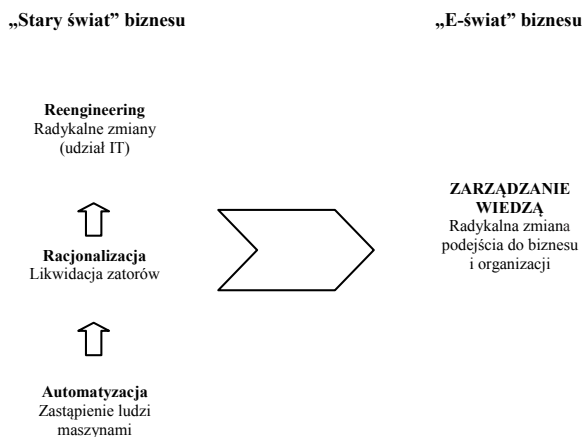 „Stary świat” biznesu
„E-świat” biznesu
Reengineering
Radykalne zmiany
(udział IT)
Racjonalizacja
Likwidacja zatorów
Automatyzacja
Zastąpienie ludzi
maszynami
ZARZĄDZANIE
WIEDZĄ
Radykalna zmiana
podejścia do biznesu
i organizacji